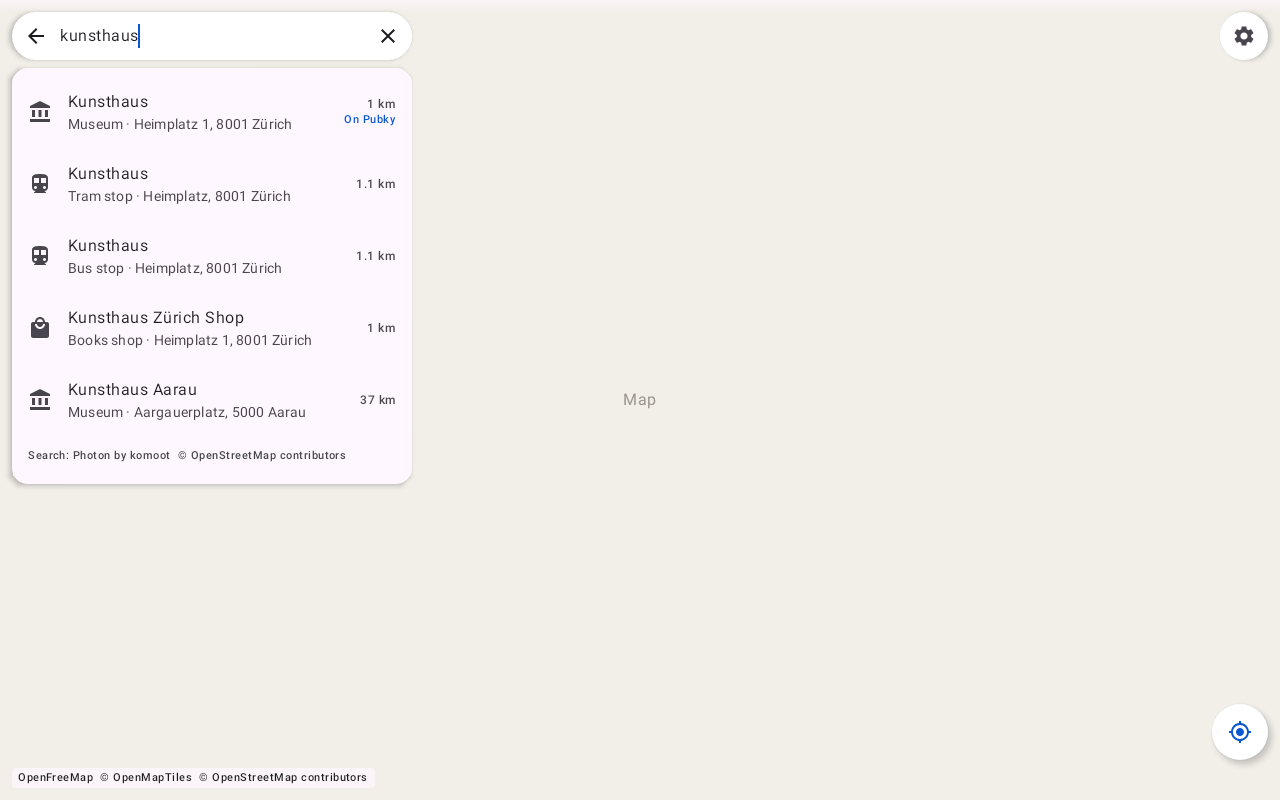 kunsthaus
Kunsthaus
1 km
Museum · Heimplatz 1, 8001 Zürich
On Pubky
Kunsthaus
Tram stop · Heimplatz, 8001 Zürich
1.1 km
Kunsthaus
Bus stop · Heimplatz, 8001 Zürich
1.1 km
Kunsthaus Zürich Shop
Books shop · Heimplatz 1, 8001 Zürich
1 km
Kunsthaus Aarau
Museum · Aargauerplatz, 5000 Aarau
37 km
Map
Search: Photon by komoot © OpenStreetMap contributors
OpenFreeMap © OpenMapTiles © OpenStreetMap contributors